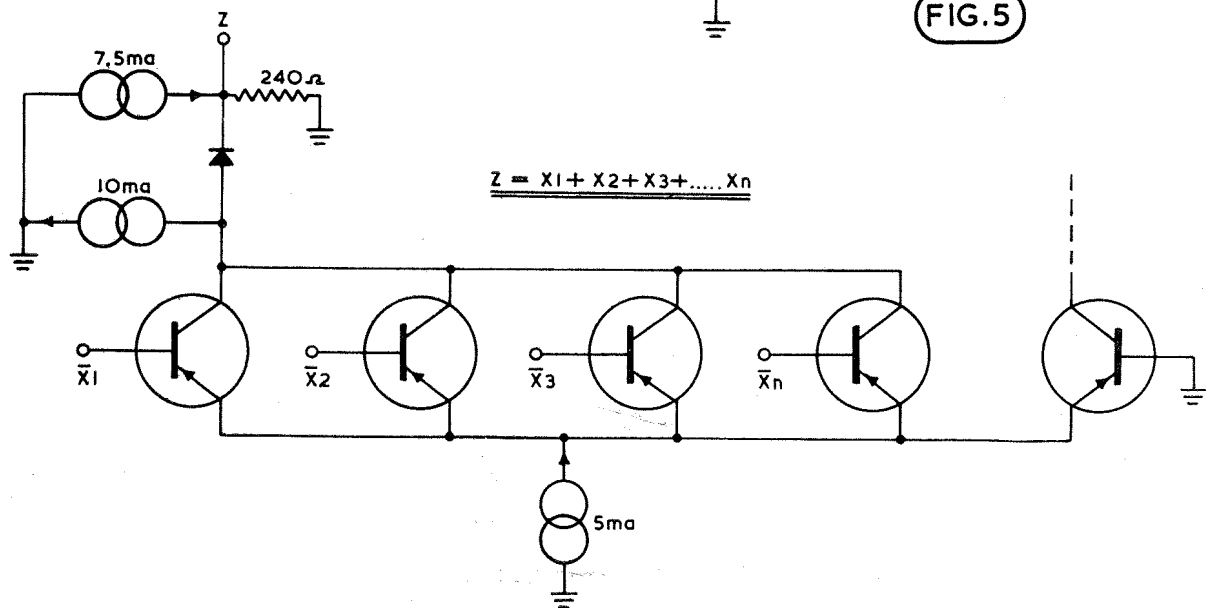 FIG.5
Z
7,5ma
240Ω
10ma
Z = X1 + X2 + X3 + ..... Xn
X̄1
X̄2
X̄3
X̄n
5ma